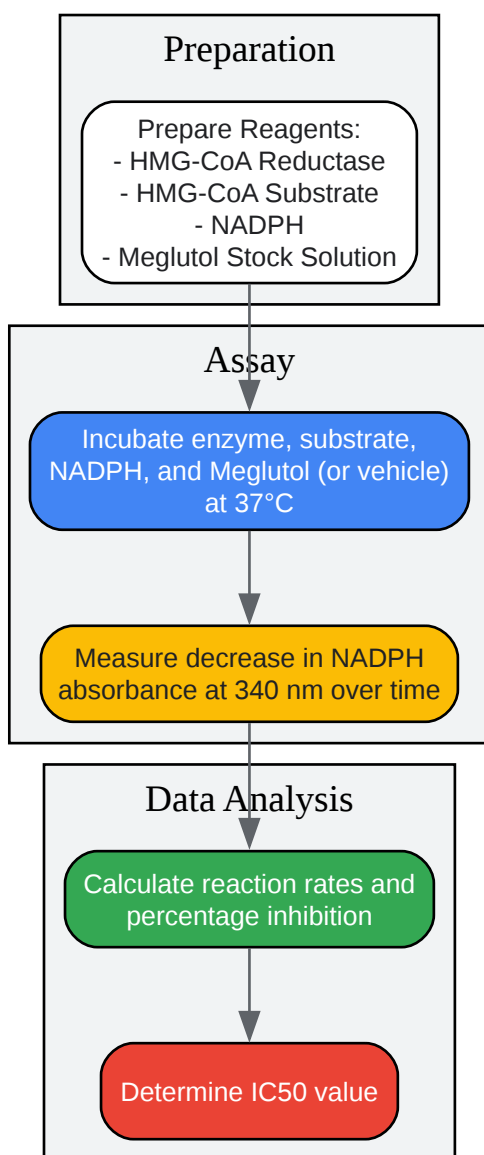 Preparation
Prepare Reagents:
- HMG-CoA Reductase
- HMG-CoA Substrate
- NADPH
- Meglutol Stock Solution
Assay
Incubate enzyme, substrate,
NADPH, and Meglutol (or vehicle)
at 37°C
Measure decrease in NADPH
absorbance at 340 nm over time
Data Analysis
Calculate reaction rates and
percentage inhibition
Determine IC50 value